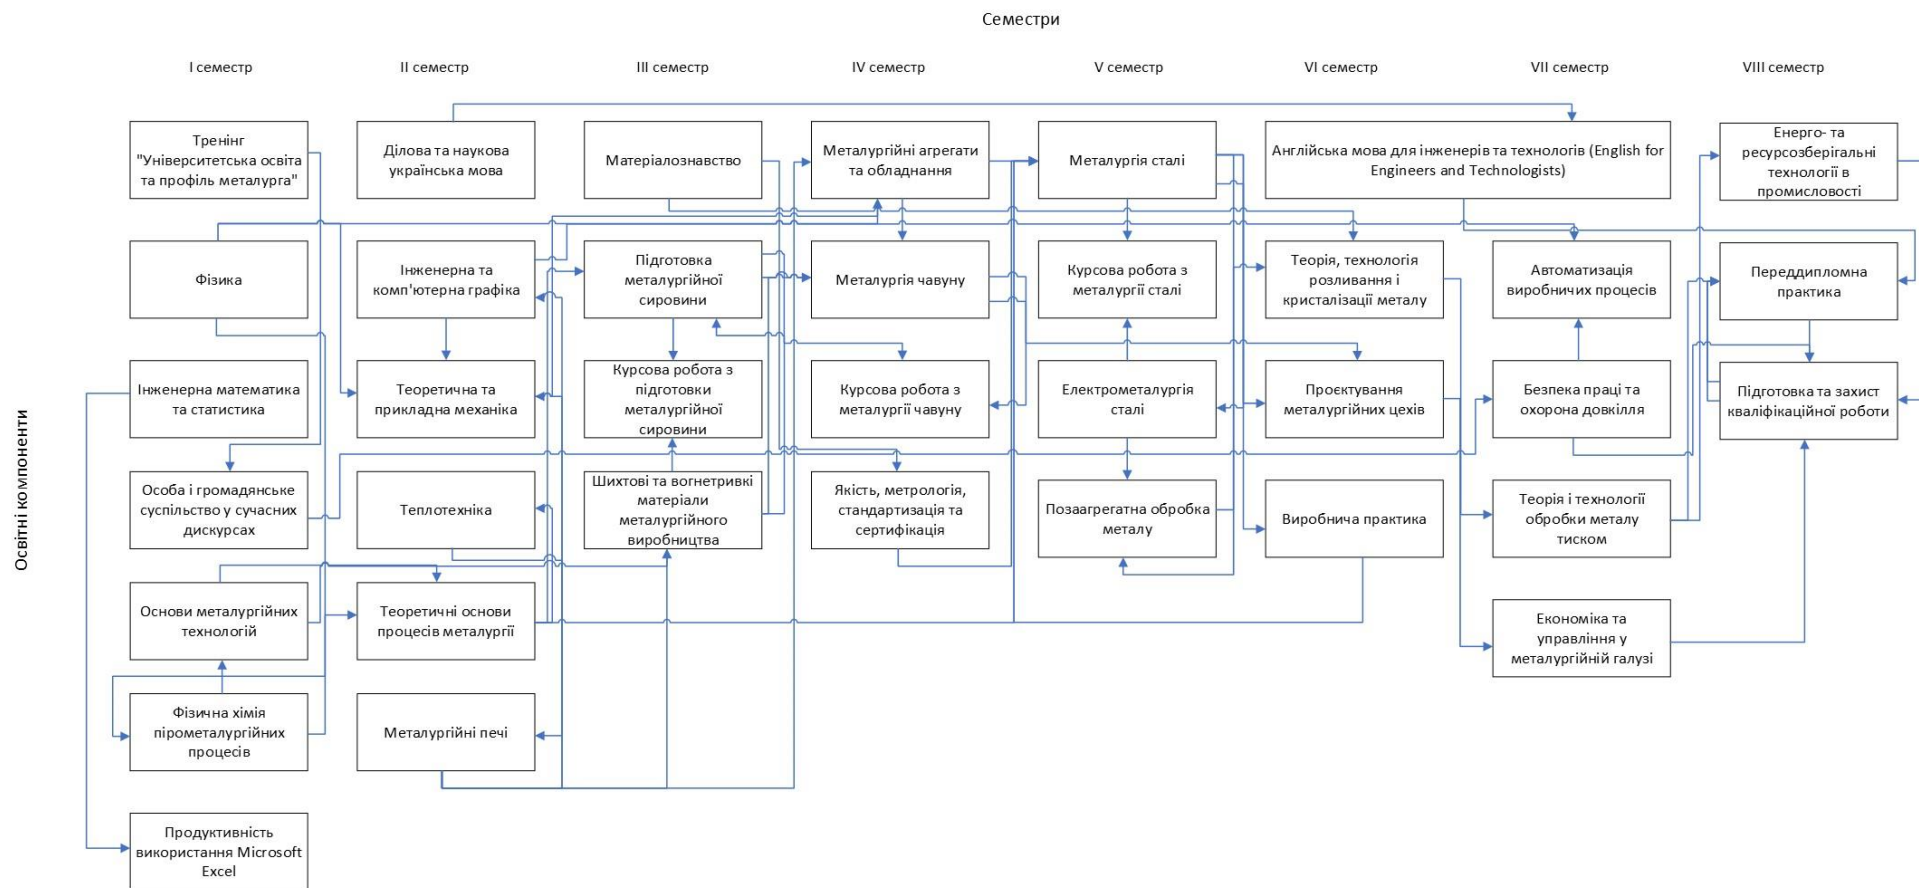 Семестри
I семестр
II семестр
III семестр
IV семестр
V семестр
VI семестр
VII семестр
VIII семестр
Освітні компоненти
Тренінг
"Університетська освіта
та профіль металурга"
Фізика
Інженерна математика
та статистика
Особа і громадянське
суспільство у сучасних
дискурсах
Основи металургійних
технологій
Фізична хімія
пірометалургійних
процесів
Продуктивність
використання Microsoft
Excel
Ділова та наукова
українська мова
Інженерна та
комп'ютерна графіка
Теоретична та
прикладна механіка
Теплотехніка
Теоретичні основи
процесів металургії
Металургійні печі
Матеріалознавство
Підготовка
металургійної
сировини
Курсова робота з
підготовки
металургійної
сировини
Шихтові та вогнетривкі
матеріали
металургійного
виробництва
Металургійні агрегати
та обладнання
Металургія чавуну
Курсова робота з
металургії чавуну
Якість, метрологія,
стандартизація та
сертифікація
Металургія сталі
Курсова робота з
металургії сталі
Електрометалургія
сталі
Позаагрегатна обробка
металу
Англійська мова для інженерів та технологів (English for
Engineers and Technologists)
Теорія, технологія
розливання і
кристалізації металу
Проєктування
металургійних цехів
Виробнича практика
Автоматизація
виробничих процесів
Безпека праці та
охорона довкілля
Теорія і технології
обробки металу
тиском
Економіка та
управління у
металургійній галузі
Енерго- та
ресурсозберігальні
технології в
промисловості
Переддипломна
практика
Підготовка та захист
кваліфікаційної роботи